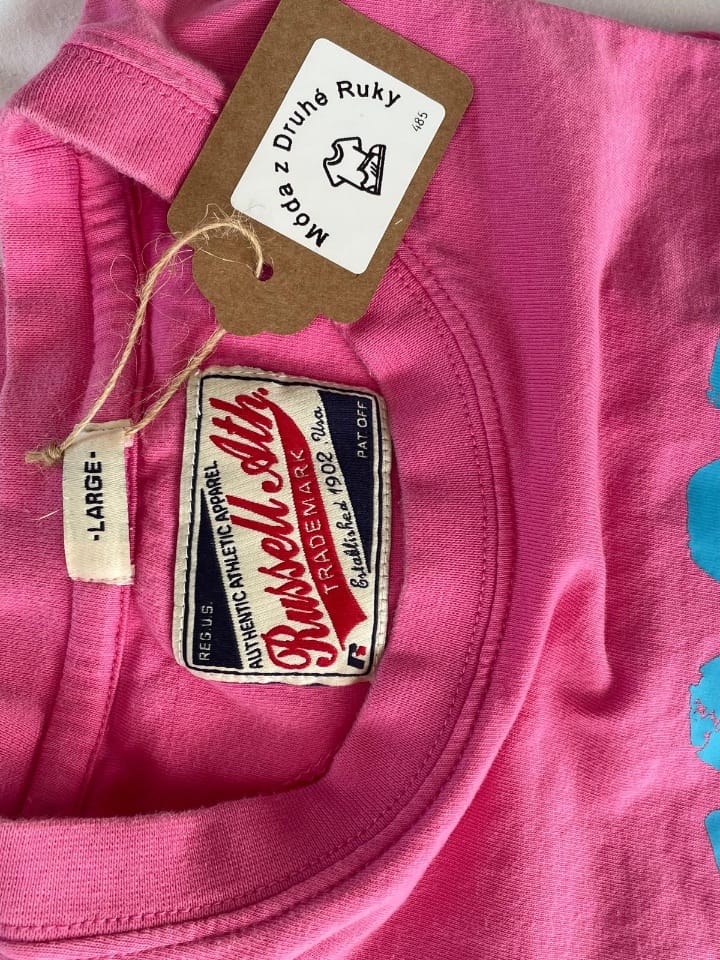 Móda z Druhé Ruky
485
-LARGE-
REG U.S.
AUTHENTIC ATHLETIC APPAREL
Russell Ath.
TRADEMARK
Established 1902, Usa
PAT OFF
R